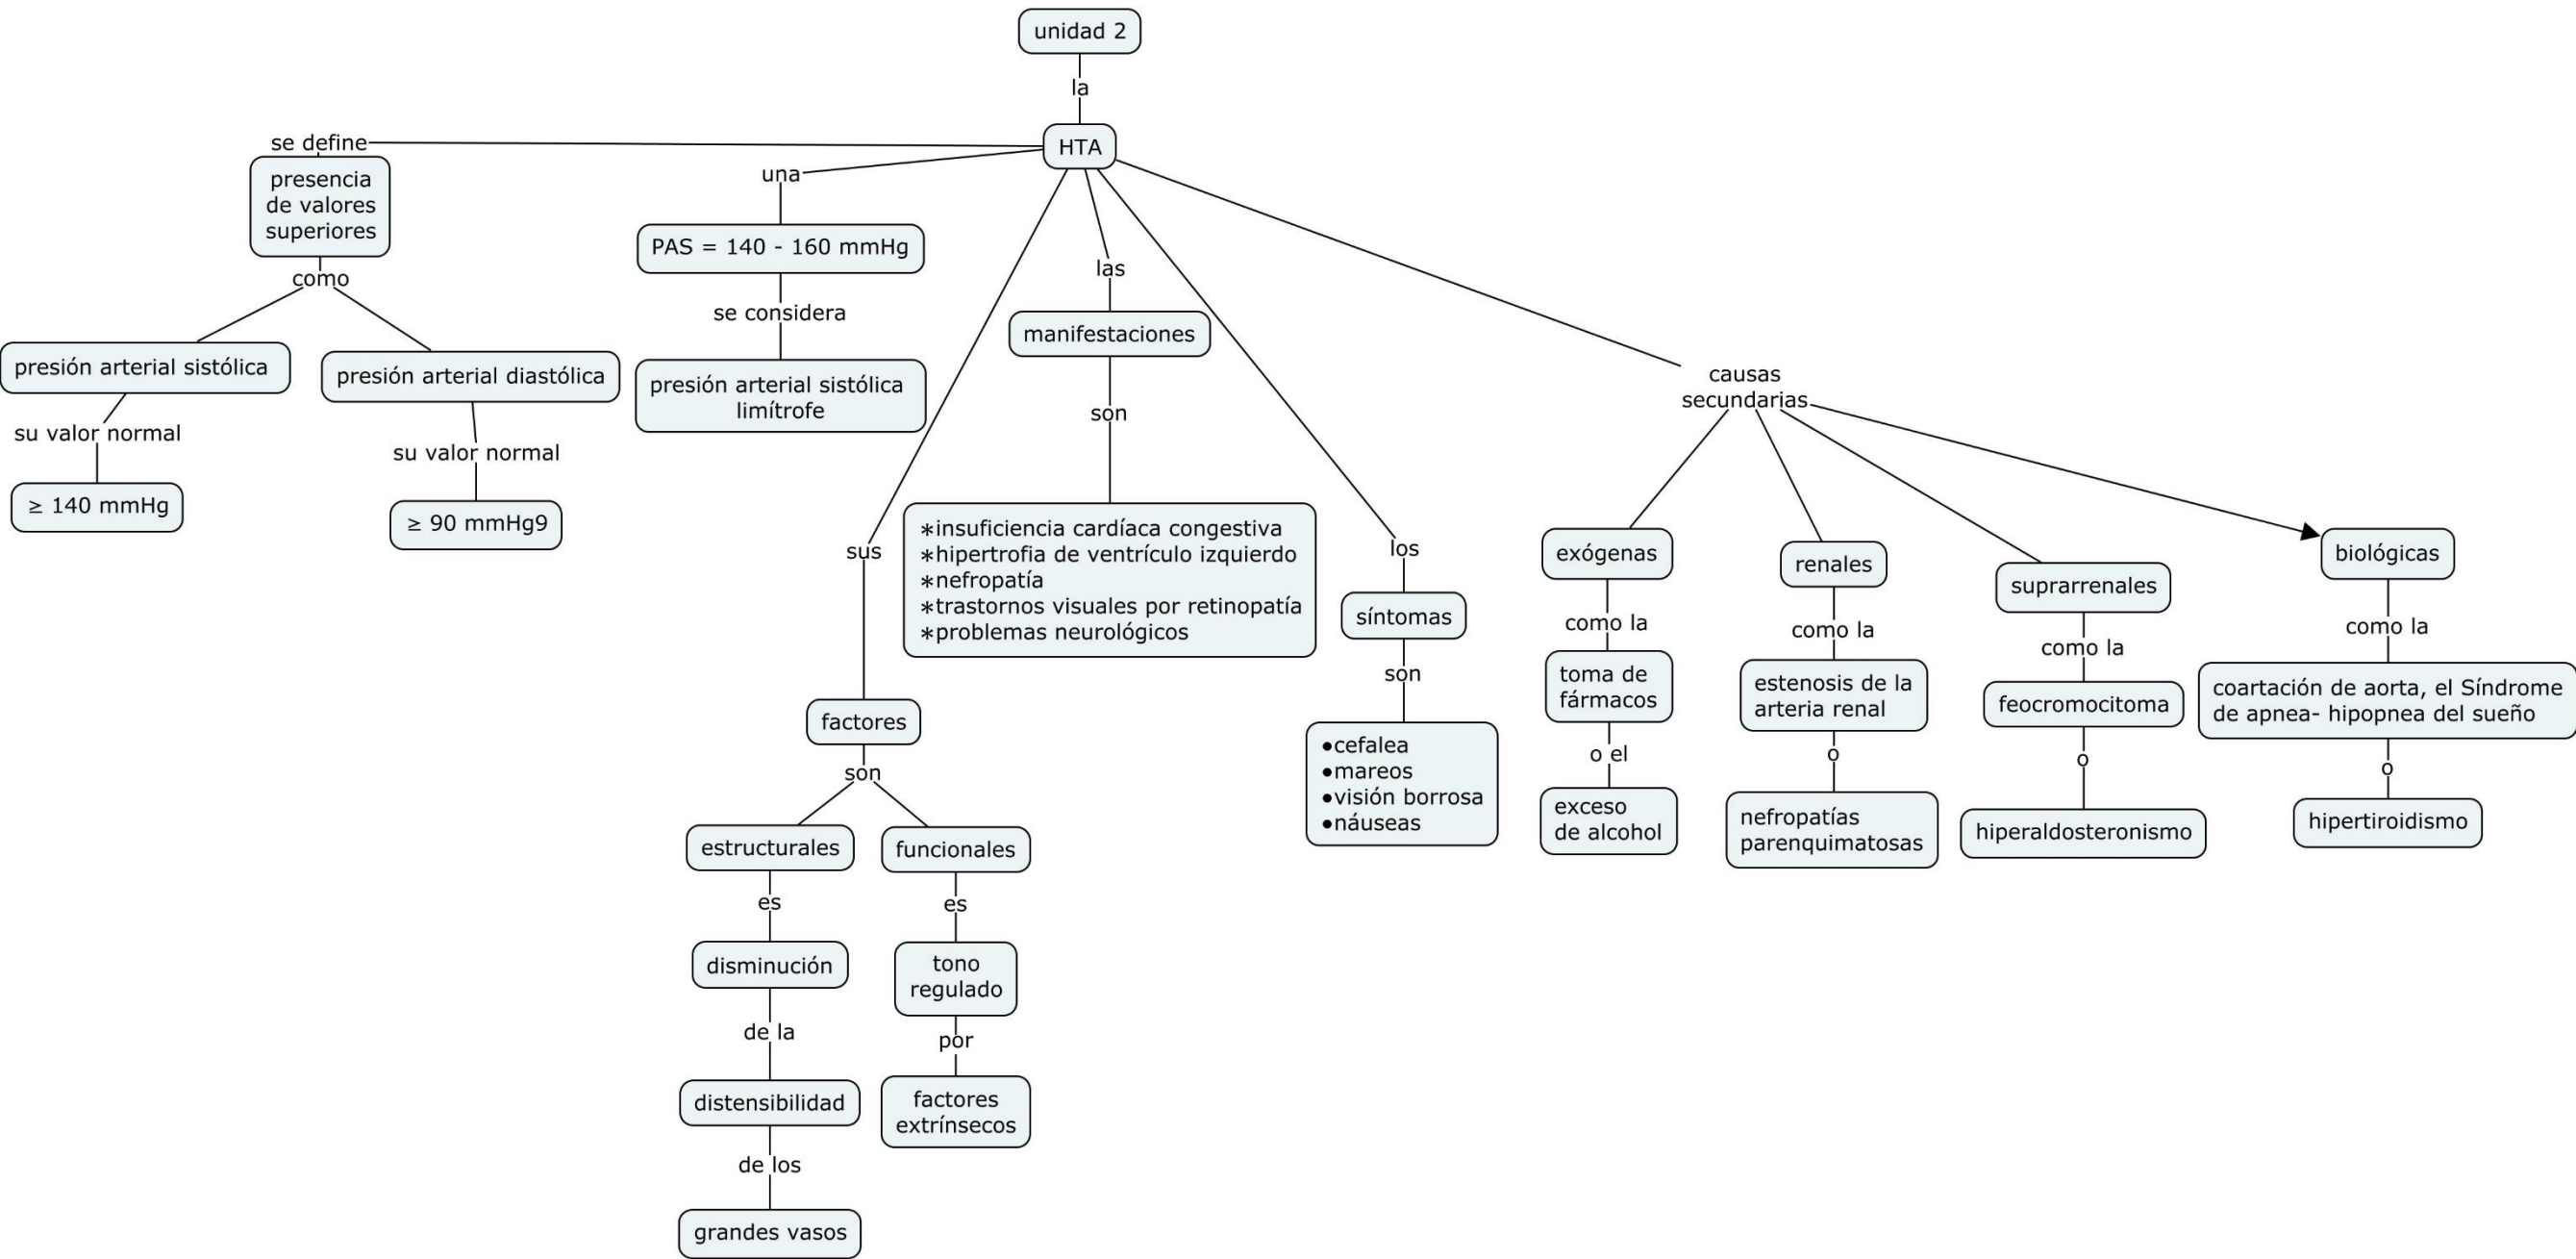 unidad 2
la
HTA
se define
presencia
de valores
superiores
como
presión arterial sistólica
su valor normal
≥ 140 mmHg
presión arterial diastólica
su valor normal
≥ 90 mmHg9
una
PAS = 140 - 160 mmHg
se considera
presión arterial sistólica
limítrofe
sus
factores
son
estructurales
es
disminución
de la
distensibilidad
de los
grandes vasos
funcionales
es
tono
regulado
por
factores
extrínsecos
las
manifestaciones
son
*insuficiencia cardíaca congestiva
*hipertrofia de ventrículo izquierdo
*nefropatía
*trastornos visuales por retinopatía
*problemas neurológicos
los
síntomas
son
•cefalea
•mareos
•visión borrosa
•náuseas
causas
secundarias
exógenas
como la
toma de
fármacos
o el
exceso
de alcohol
renales
como la
estenosis de la
arteria renal
o
nefropatías
parenquimatosas
suprarrenales
como la
feocromocitoma
o
hiperaldosteronismo
biológicas
como la
coartación de aorta, el Síndrome
de apnea- hipopnea del sueño
o
hipertiroidismo